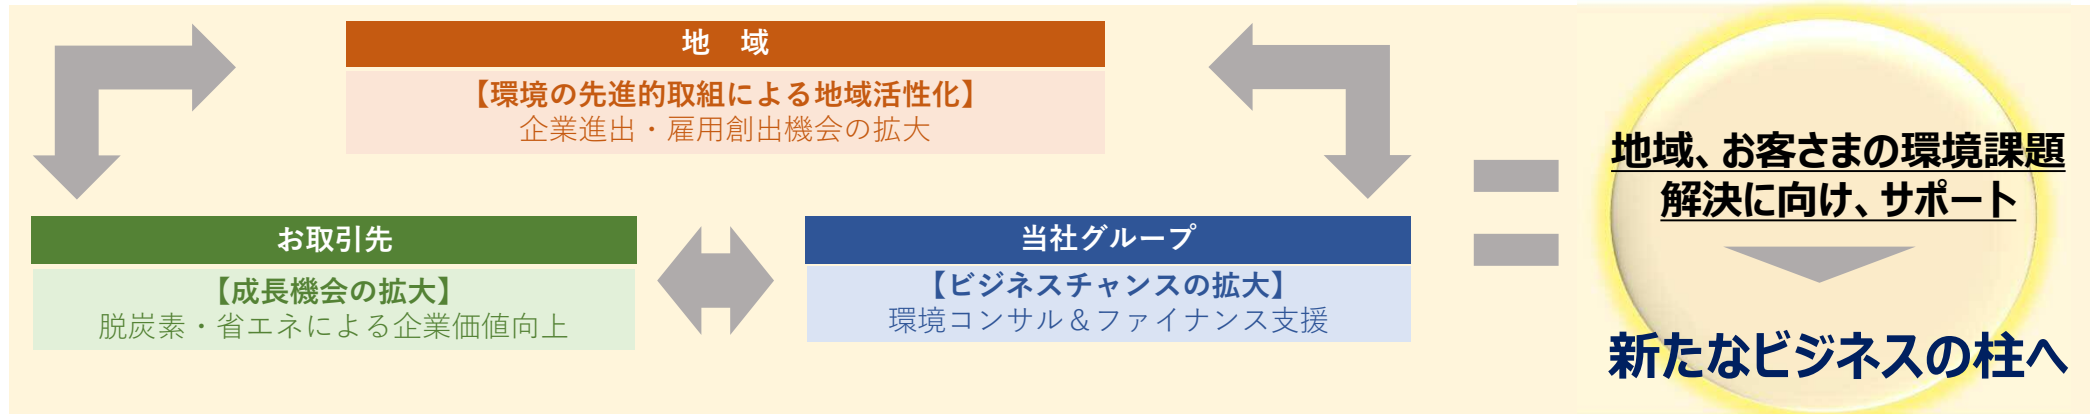 地　域
【環境の先進的取組による地域活性化】
企業進出・雇用創出機会の拡大
お取引先
【成長機会の拡大】
脱炭素・省エネによる企業価値向上
当社グループ
【ビジネスチャンスの拡大】
環境コンサル＆ファイナンス支援
地域、お客さまの環境課題
解決に向け、サポート
新たなビジネスの柱へ